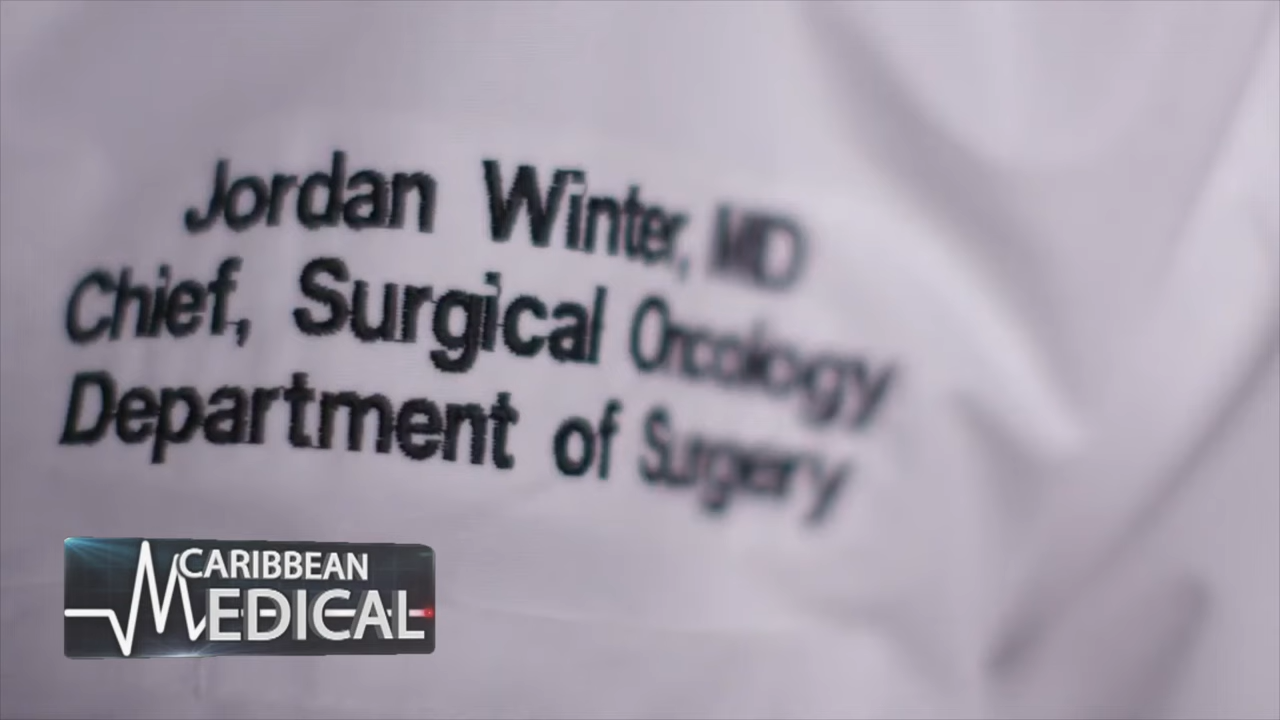 Jordan Winter, MD
Chief, Surgical Oncology
Department of Surgery
CARIBBEAN
MEDICAL